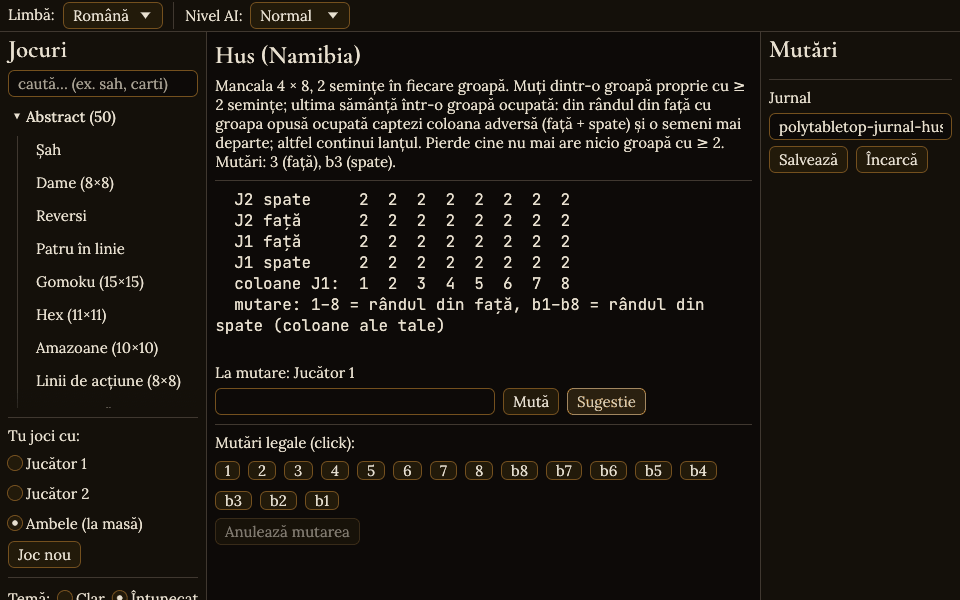 Limbă: Română ▼ Nivel AI: Normal ▼
Jocuri
caută... (ex. sah, carti)
▾ Abstract (50)
Șah
Dame (8×8)
Reversi
Patru în linie
Gomoku (15×15)
Hex (11×11)
Amazoane (10×10)
Linii de acțiune (8×8)
Tu joci cu:
Jucător 1
Jucător 2
Ambele (la masă)
Joc nou
Temă: Clar Întunecat
Hus (Namibia)
Mancala 4 × 8, 2 semințe în fiecare groapă. Muți dintr-o groapă proprie cu ≥
2 semințe; ultima sămânță într-o groapă ocupată: din rândul din față cu
groapa opusă ocupată captezi coloana adversă (față + spate) și o semeni mai
departe; altfel continui lanțul. Pierde cine nu mai are nicio groapă cu ≥ 2.
Mutări: 3 (față), b3 (spate).
J2 spate 2 2 2 2 2 2 2 2
J2 față 2 2 2 2 2 2 2 2
J1 față 2 2 2 2 2 2 2 2
J1 spate 2 2 2 2 2 2 2 2
coloane J1: 1 2 3 4 5 6 7 8
mutare: 1–8 = rândul din față, b1–b8 = rândul din
spate (coloane ale tale)
La mutare: Jucător 1
Mută Sugestie
Mutări legale (click):
1 2 3 4 5 6 7 8 b8 b7 b6 b5 b4
b3 b2 b1
Anulează mutarea
Mutări
Jurnal
polytabletop-jurnal-hus
Salvează Încarcă